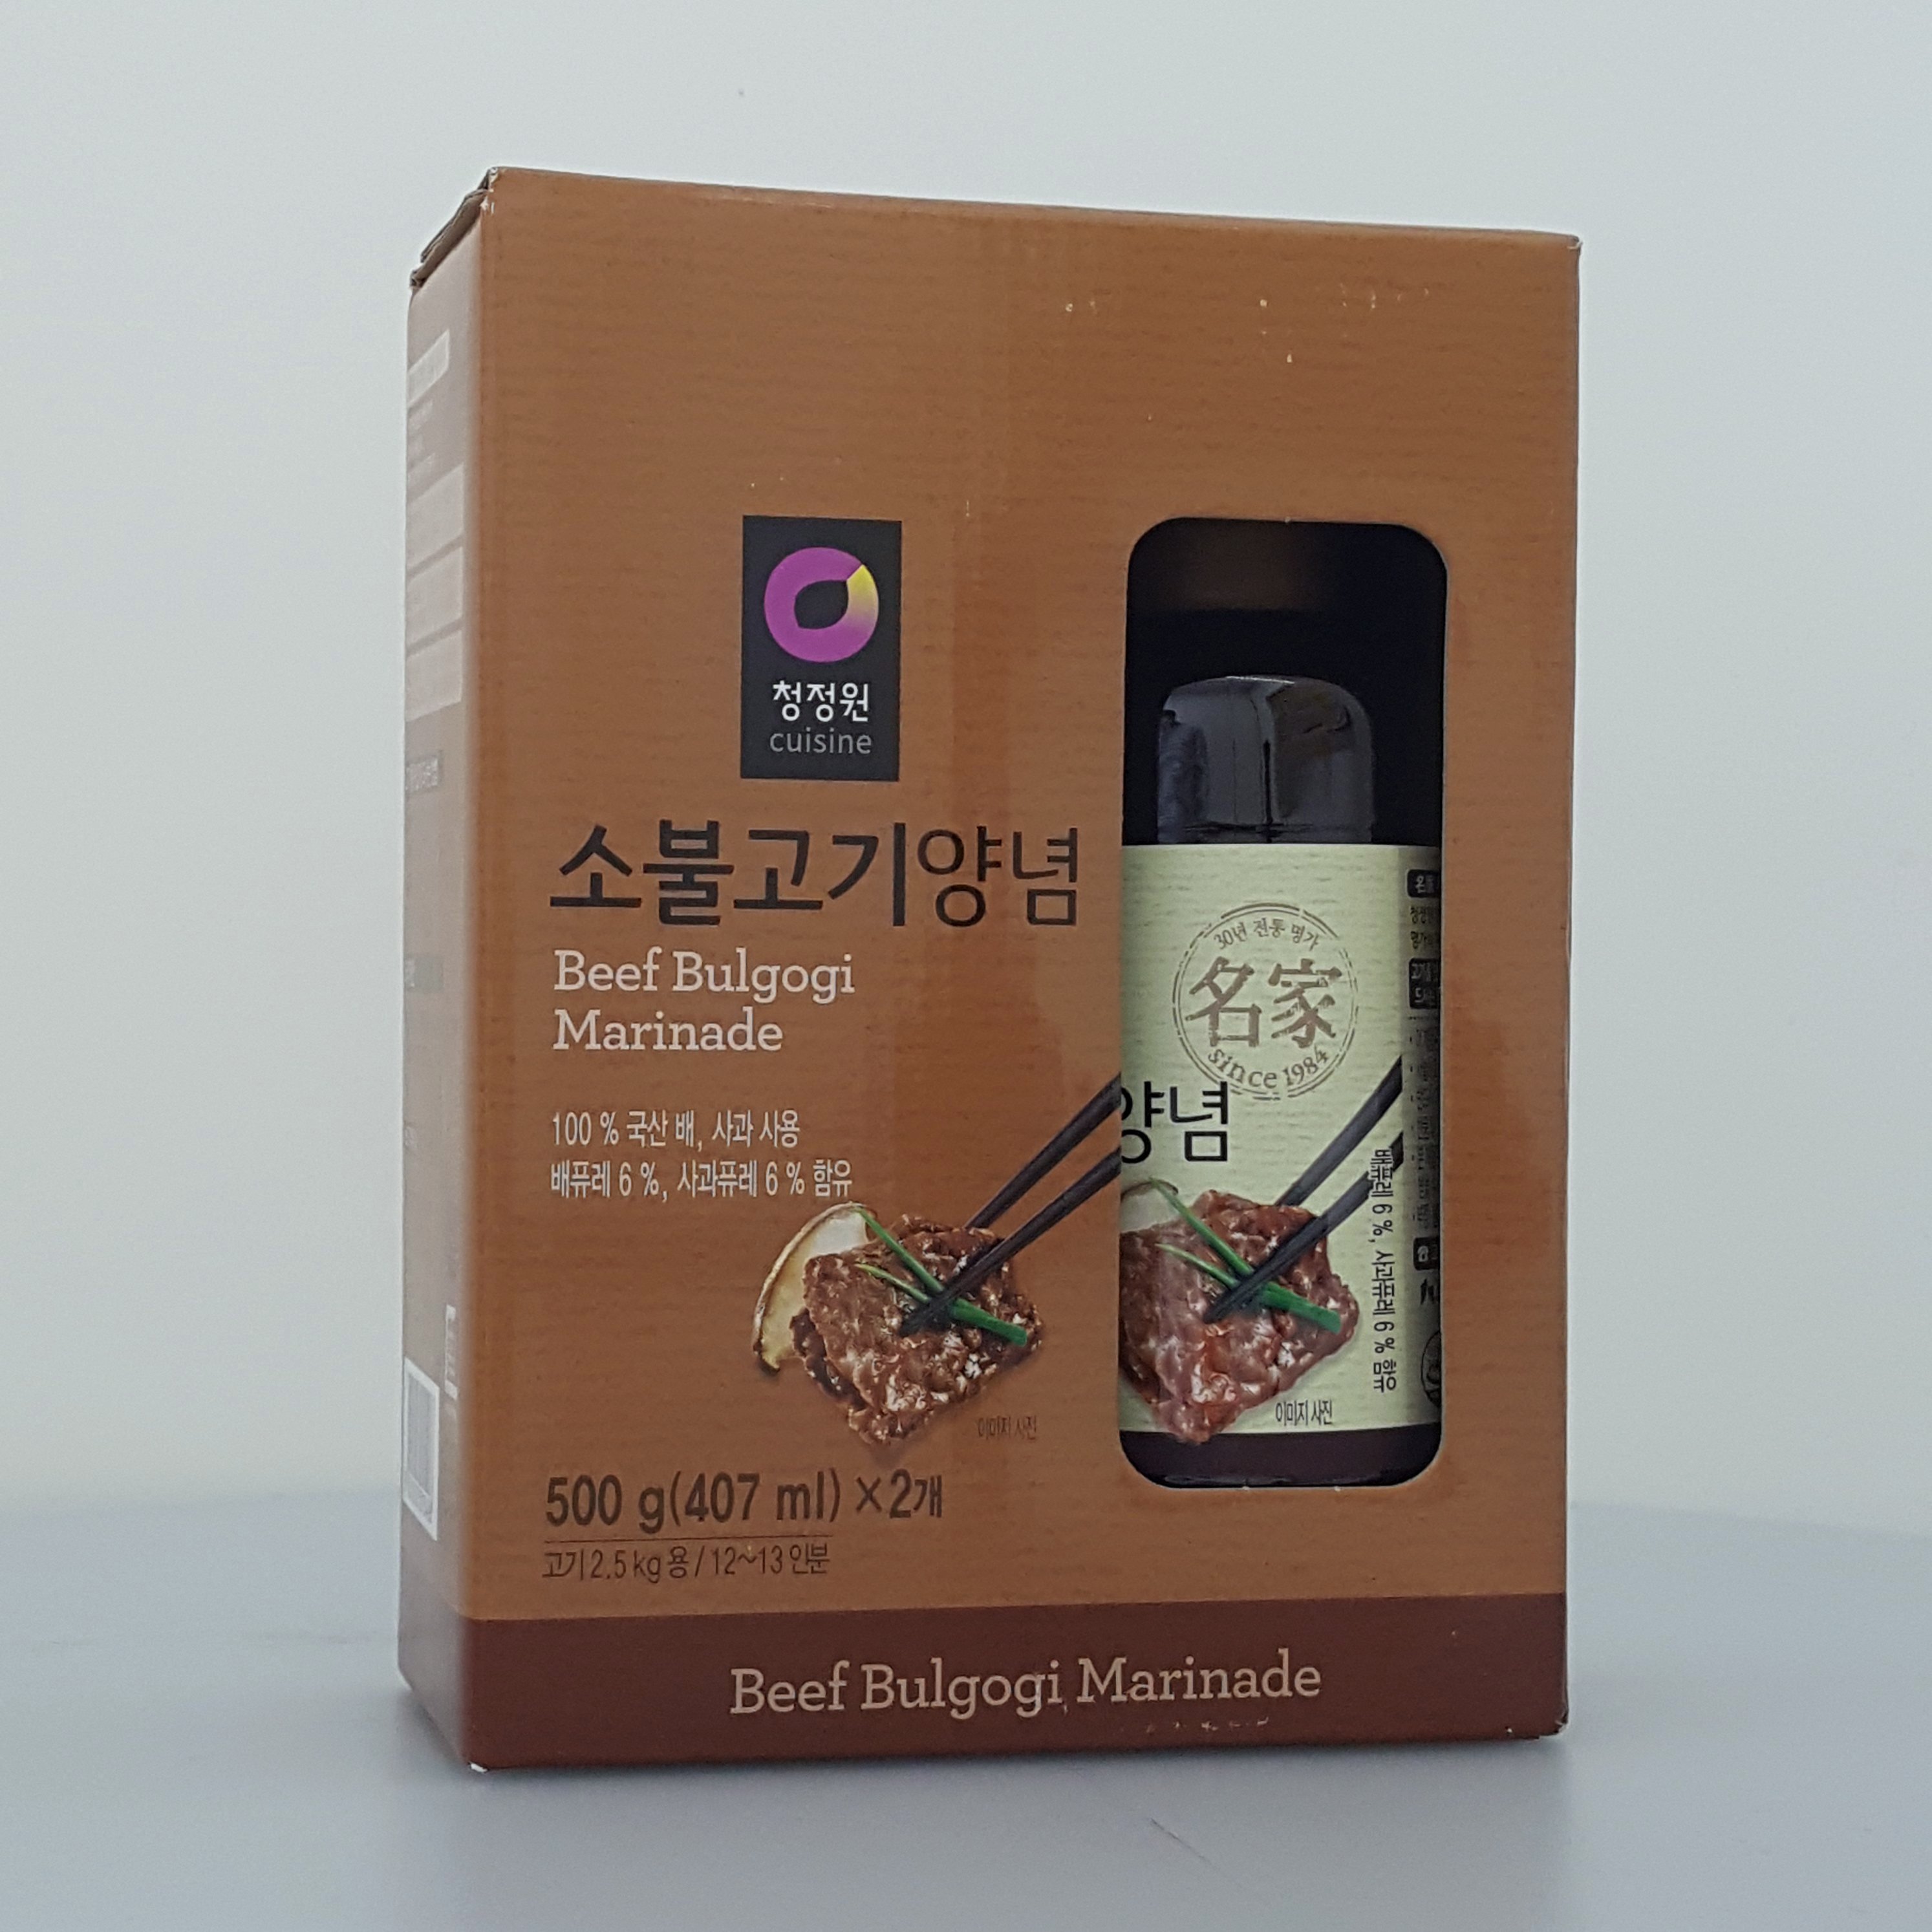 청정원
cuisine
소불고기양념
Beef Bulgogi
Marinade
100 % 국산 배, 사과 사용
배퓨레 6 %, 사과퓨레 6 % 함유
이미지 사진
500 g(407 ml) ×2개
고기 2.5 kg용 / 12~13 인분
Beef Bulgogi Marinade
30년 전통 명가
名家
since 1984
양념
배퓨레 6 %, 사과퓨레 6 % 함유
이미지 사진